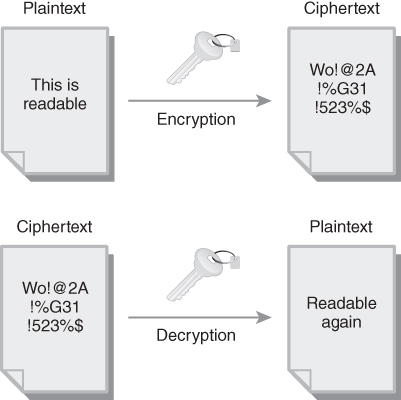 Plaintext
Ciphertext
This is
readable
Encryption
Wo!@2A
!%G31
!523%$
Ciphertext
Plaintext
Wo!@2A
!%G31
!523%$
Decryption
Readable
again